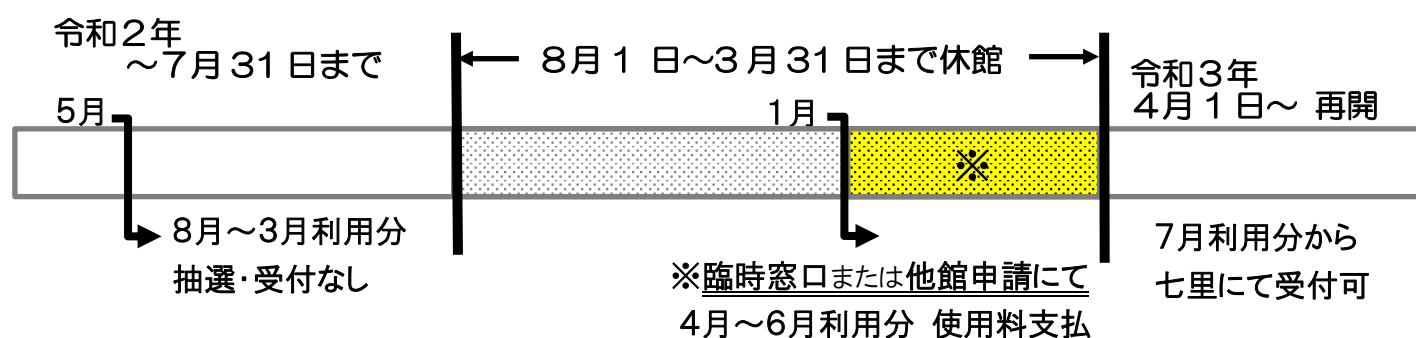 令和２年
～７月３１日まで
８月１ 日～３月３１日まで休館
令和３年
４月１日～ 再開
5月
1月
※
8月～3月利用分
抽選・受付なし
※臨時窓口または他館申請にて
4月～6月利用分 使用料支払
7月利用分から
七里にて受付可